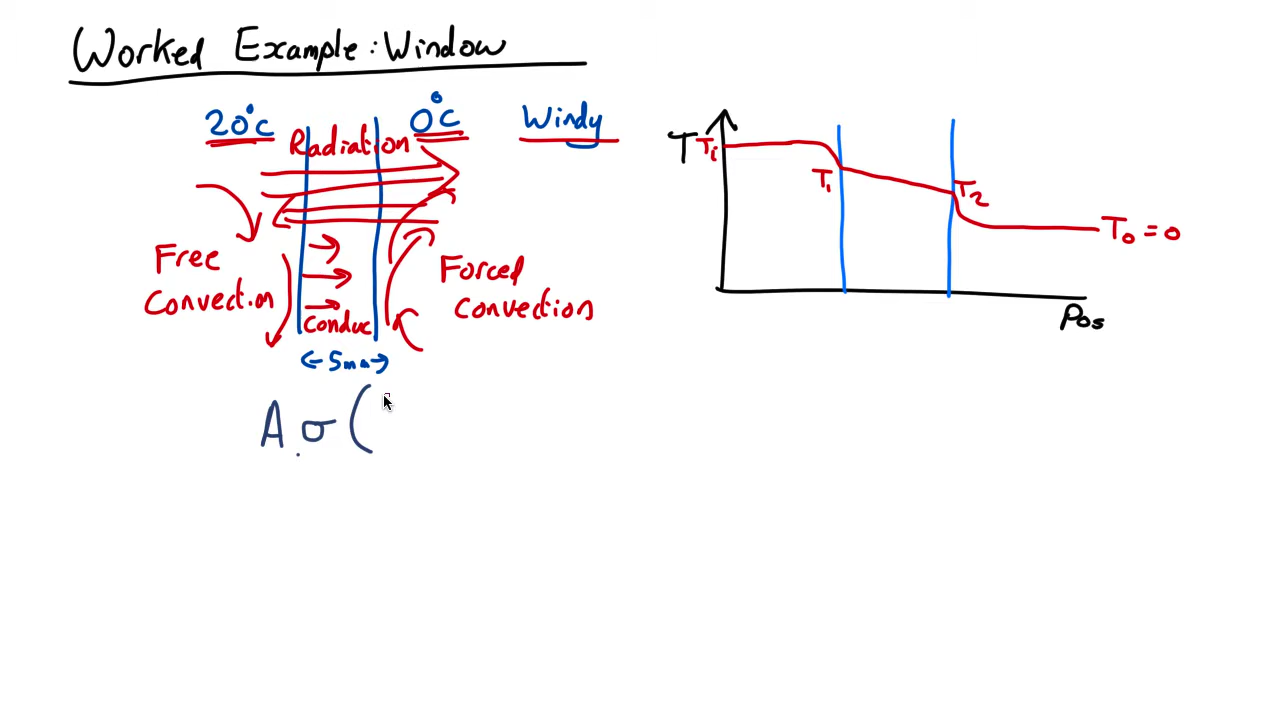 Worked Example: Window
20°C 0°C Windy
Radiation
Free Convection
Conduc
Forced convection
5mm
Aσ(
T
Ti
T1
T2
T0 = 0
Pos